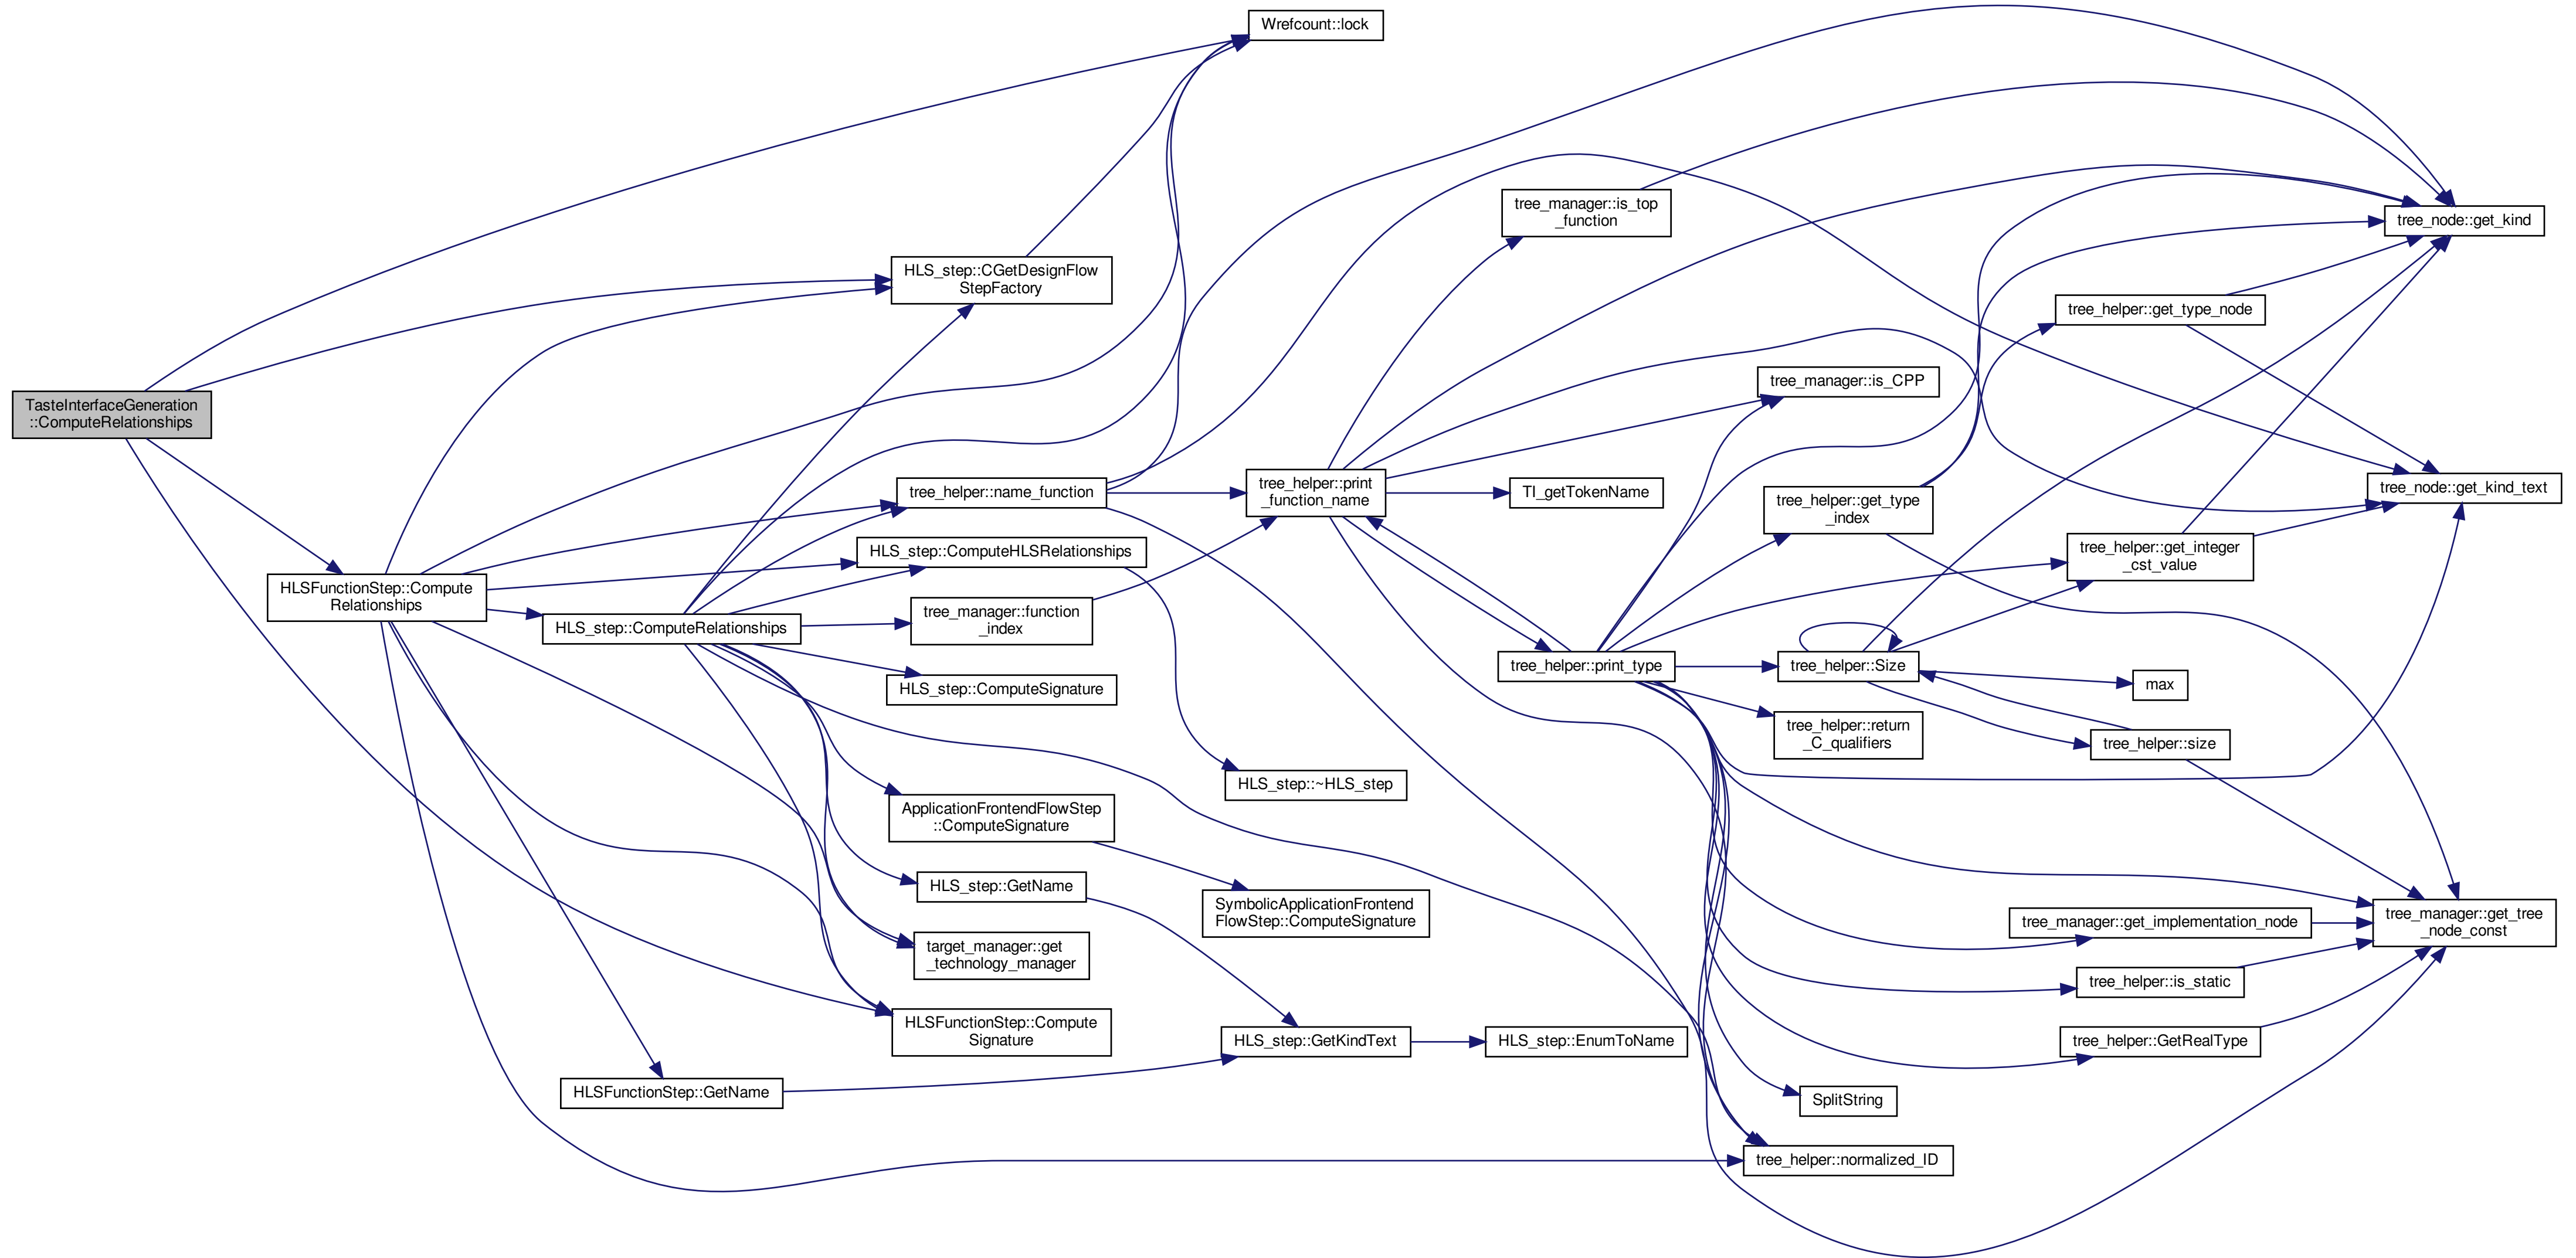 Wrefcount::lock
tree_manager::is_top
_function
tree_node::get_kind
HLS_step::CGetDesignFlow
StepFactory
tree_helper::get_type_node
tree_manager::is_CPP
TasteInterfaceGeneration
::ComputeRelationships
tree_helper::name_function
tree_helper::print
_function_name
TI_getTokenName
tree_helper::get_type
_index
tree_node::get_kind_text
HLS_step::ComputeHLSRelationships
tree_helper::get_integer
_cst_value
HLSFunctionStep::Compute
Relationships
HLS_step::ComputeRelationships
tree_manager::function
_index
tree_helper::print_type
tree_helper::Size
max
HLS_step::ComputeSignature
tree_helper::return
_C_qualifiers
tree_helper::size
HLS_step::~HLS_step
ApplicationFrontendFlowStep
::ComputeSignature
HLS_step::GetName
SymbolicApplicationFrontend
FlowStep::ComputeSignature
tree_manager::get_implementation_node
tree_manager::get_tree
_node_const
target_manager::get
_technology_manager
tree_helper::is_static
HLSFunctionStep::Compute
Signature
HLS_step::GetKindText
HLS_step::EnumToName
tree_helper::GetRealType
HLSFunctionStep::GetName
SplitString
tree_helper::normalized_ID